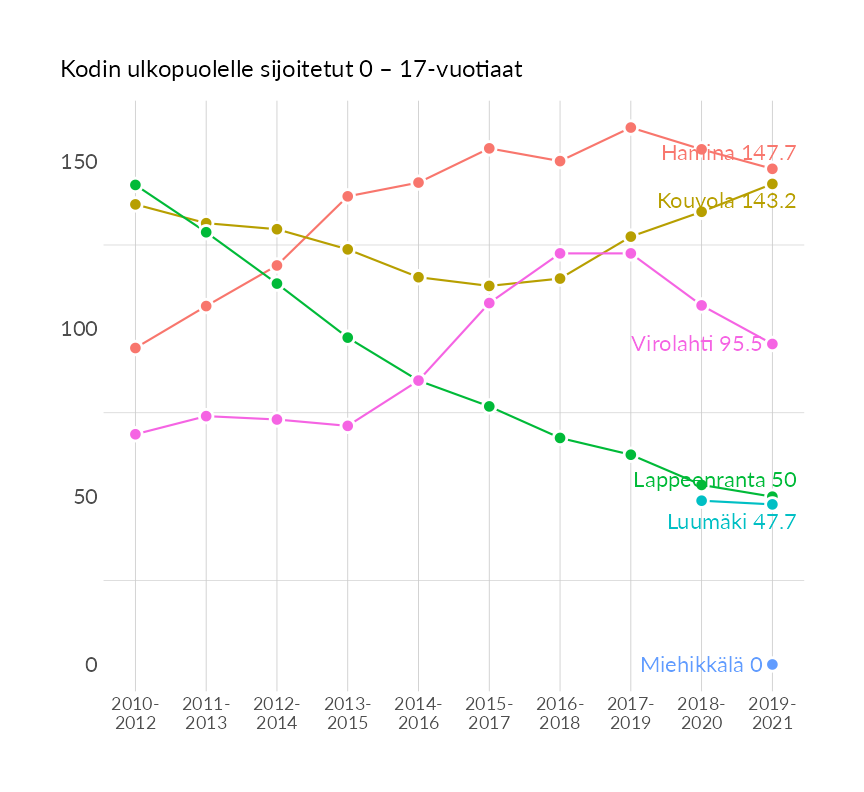 Kodin ulkopuolelle sijoitetut 0 – 17-vuotiaat
150
100
50
0
Hamina 147.7
Kouvola 143.2
Virolahti 95.5
Lappeenranta 50
Luumäki 47.7
Miehikkälä 0
2010- 2011- 2012- 2013- 2014- 2015- 2016- 2017- 2018- 2019-
2012 2013 2014 2015 2016 2017 2018 2019 2020 2021